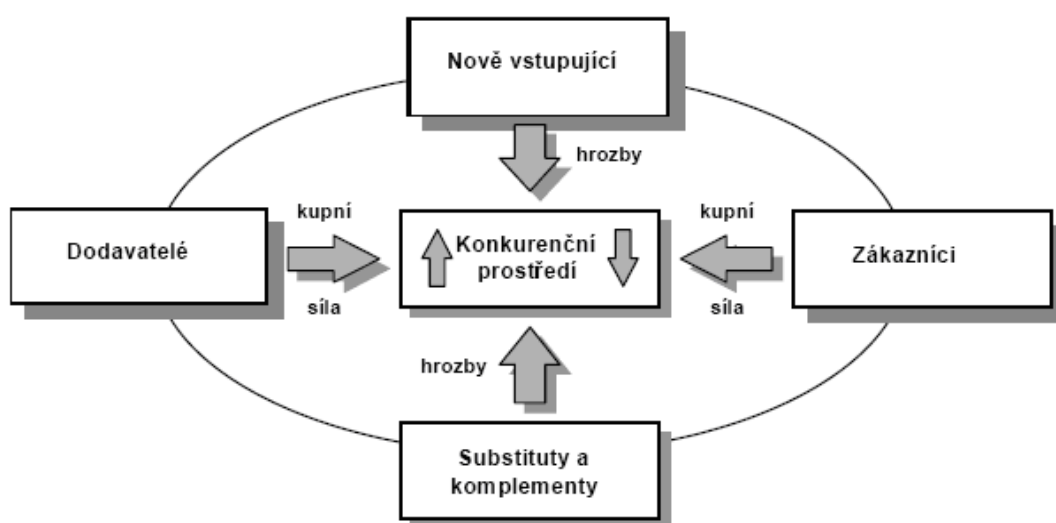 Nově vstupující
hrozby
kupní
kupní
Dodavatelé
Konkurenční
prostředí
Zákazníci
síla
síla
hrozby
Substituty a
komplementy